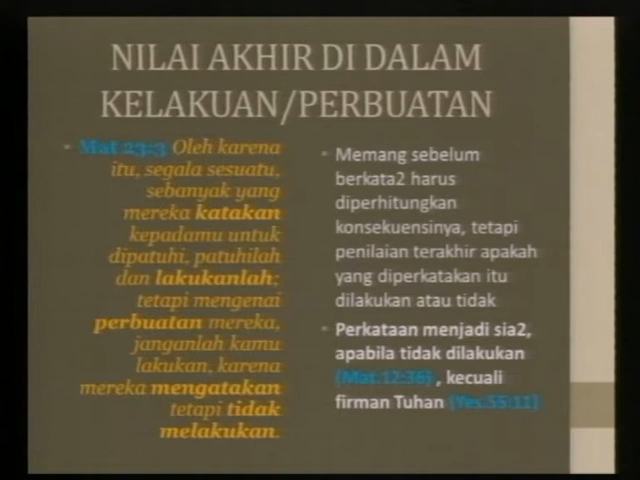 NILAI AKHIR DI DALAM
KELAKUAN/PERBUATAN
Mat 23:3 Oleh karena
itu, segala sesuatu,
sebanyak yang
mereka katakan
kepadamu untuk
dipatuhi, patuhilah
dan lakukanlah;
tetapi mengenai
perbuatan mereka,
janganlah kamu
lakukan, karena
mereka mengatakan
tetapi tidak
melakukan.
Memang sebelum
berkata2 harus
diperhitungkan
konsekuensinya, tetapi
penilaian terakhir apakah
yang diperkatakan itu
dilakukan atau tidak
Perkataan menjadi sia2,
apabila tidak dilakukan
(Mat.12:36) , kecuali
firman Tuhan (Yes.55:11)